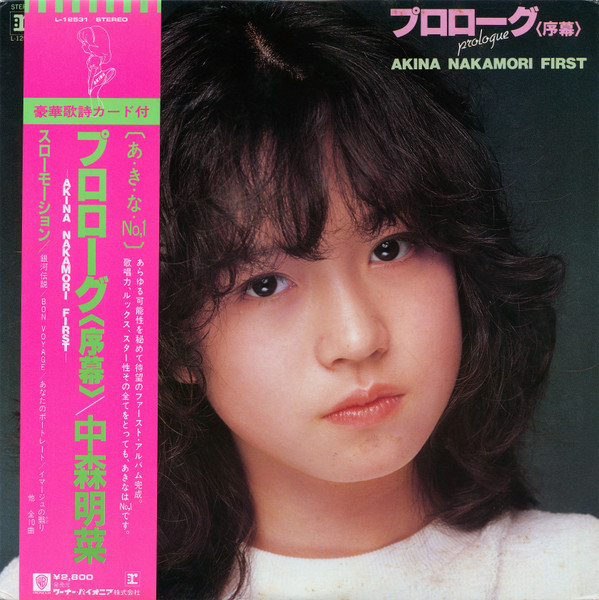 プロローグ〈序幕〉
prologue
AKINA NAKAMORI FIRST
L-12531 STEREO
AKINA
豪華歌詩カード付
〔あ・き・な・No,1〕
あらゆる可能性を秘めて待望のファースト・アルバム完成。
歌唱力、ルックス、スター性その全てをとっても、あきなはNo,1です。
プロローグ〈序幕〉/中森明菜
—AKINA NAKAMORI FIRST—
スローモーション/銀河伝説/BON VOYAGE/あなたのポートレート/イマージュの翳り
他 全10曲
¥2,800
発売元
ワーナー・パイオニア株式会社